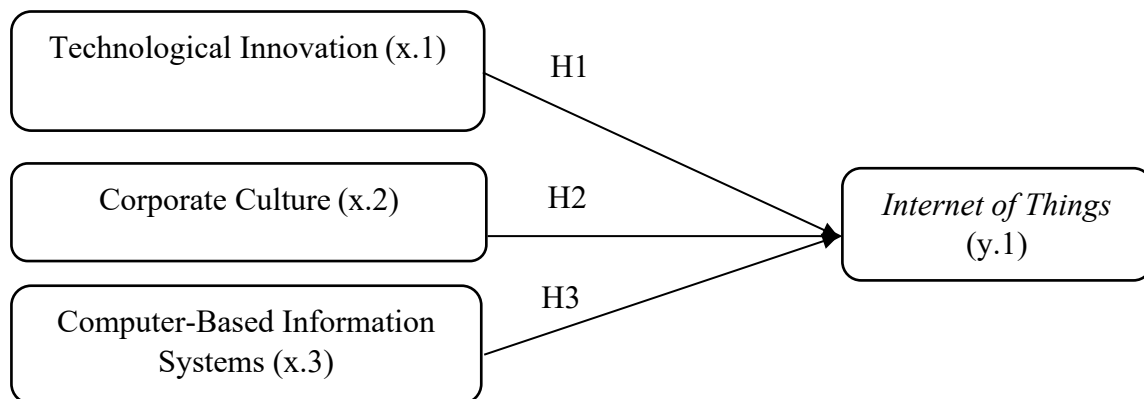 Technological Innovation (x.1)
H1
Corporate Culture (x.2)
H2
Internet of Things
(y.1)
Computer-Based Information
Systems (x.3)
H3